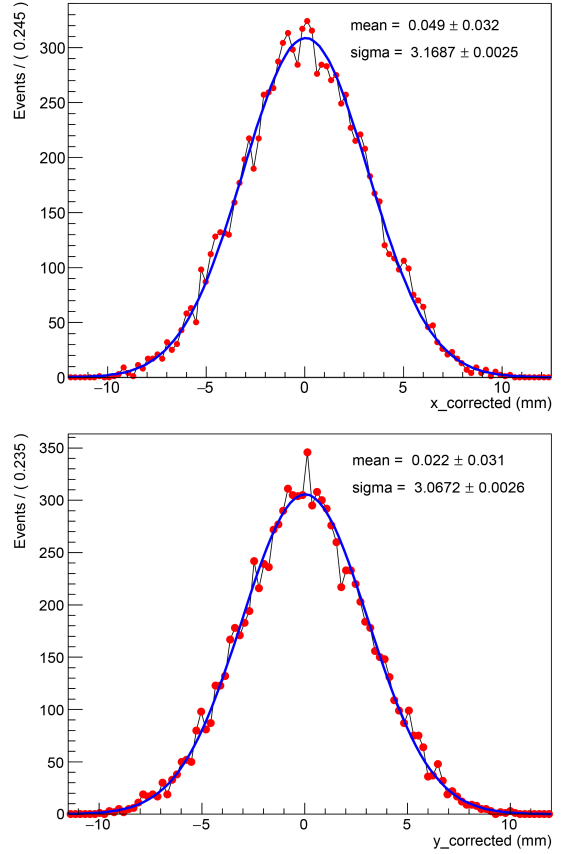 Events / ( 0.245)
mean = 0.049 ± 0.032
sigma = 3.1687 ± 0.0025
300
250
200
150
100
50
0
−10 −5 0 5 10
x_corrected (mm)
Events / ( 0.235)
mean = 0.022 ± 0.031
sigma = 3.0672 ± 0.0026
350
300
250
200
150
100
50
0
−10 −5 0 5 10
y_corrected (mm)